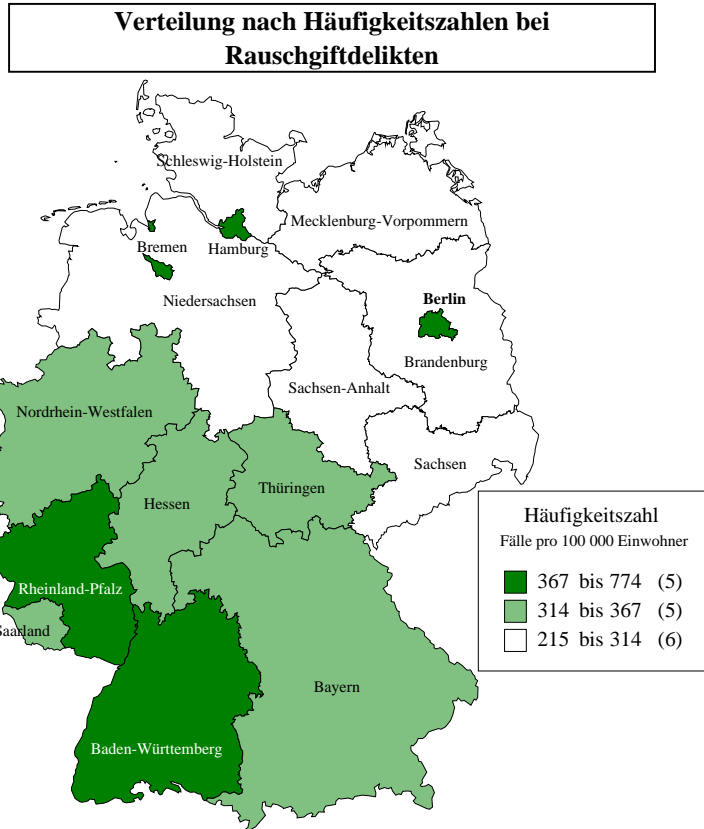 Verteilung nach Häufigkeitszahlen bei
Rauschgiftdelikten
Schleswig-Holstein
Mecklenburg-Vorpommern
Bremen
Hamburg
Niedersachsen
Berlin
Brandenburg
Sachsen-Anhalt
Nordrhein-Westfalen
Sachsen
Hessen
Thüringen
Häufigkeitszahl
Fälle pro 100 000 Einwohner
367 bis 774 (5)
314 bis 367 (5)
215 bis 314 (6)
Rheinland-Pfalz
Saarland
Bayern
Baden-Württemberg